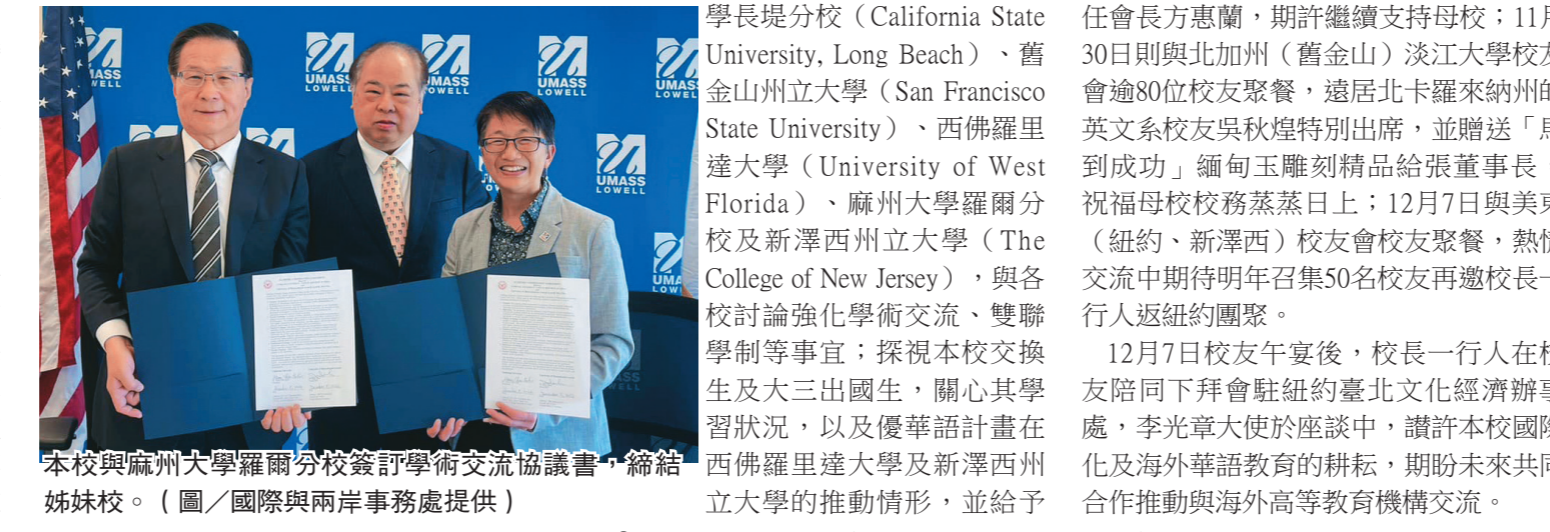 UMASS
LOWELL
UMASS
LOWELL
UMASS
LOWELL
UMASS
LOWELL
UMASS
LOWELL
本校與麻州大學羅爾分校簽訂學術交流協議書,締結
姊妹校。(圖/國際與兩岸事務處提供)
學長堤分校(California State
University, Long Beach)、舊
金山州立大學(San Francisco
State University)、西佛羅里
達大學(University of West
Florida)、麻州大學羅爾分
校及新澤西州立大學(The
College of New Jersey),與各
校討論強化學術交流、雙聯
學制等事宜;探視本校交換
生及大三出國生,關心其學
習狀況,以及優華語計畫在
西佛羅里達大學及新澤西州
立大學的推動情形,並給予
任會長方惠蘭,期許繼續支持母校;11月
30日則與北加州(舊金山)淡江大學校友
會逾80位校友聚餐,遠居北卡羅來納州的
英文系校友吳秋煌特別出席,並贈送「馬
到成功」緬甸玉雕刻精品給張董事長,
祝福母校校務蒸蒸日上;12月7日與美東
(紐約、新澤西)校友會校友聚餐,熱情
交流中期待明年召集50名校友再邀校長一
行人返紐約團聚。
12月7日校友午宴後,校長一行人在校
友陪同下拜會駐紐約臺北文化經濟辦事
處,李光章大使於座談中,讚許本校國際
化及海外華語教育的耕耘,期盼未來共同
合作推動與海外高等教育機構交流。